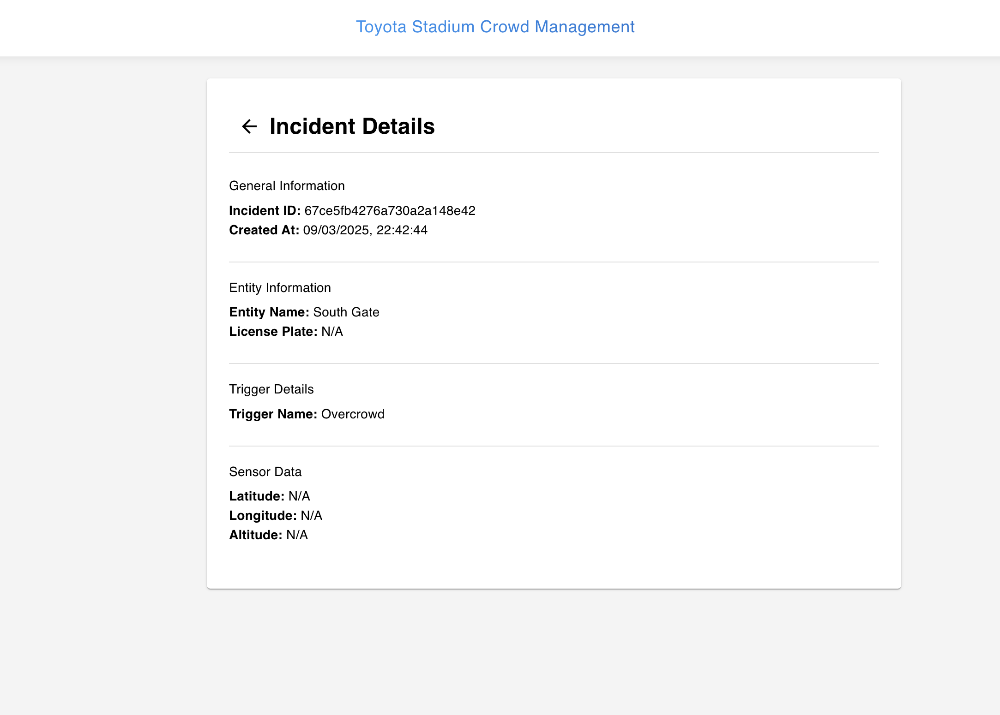 Toyota Stadium Crowd Management
Incident Details
General Information
Incident ID: 67ce5fb4276a730a2a148e42
Created At: 09/03/2025, 22:42:44
Entity Information
Entity Name: South Gate
License Plate: N/A
Trigger Details
Trigger Name: Overcrowd
Sensor Data
Latitude: N/A
Longitude: N/A
Altitude: N/A